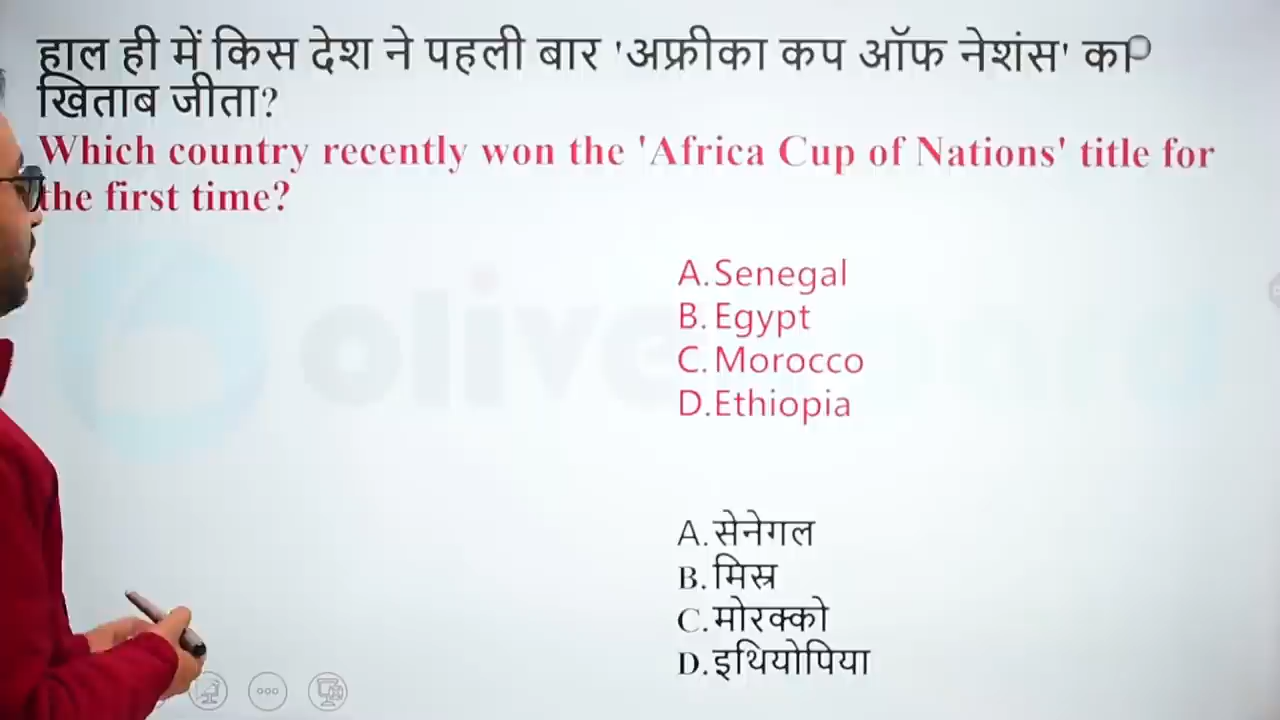 हाल ही में किस देश ने पहली बार 'अफ्रीका कप ऑफ नेशंस' का
खिताब जीता?
Which country recently won the 'Africa Cup of Nations' title for
the first time?
A.Senegal
B.Egypt
C.Morocco
D.Ethiopia
A.सेनेगल
B.मिस्र
C.मोरक्को
D.इथियोपिया